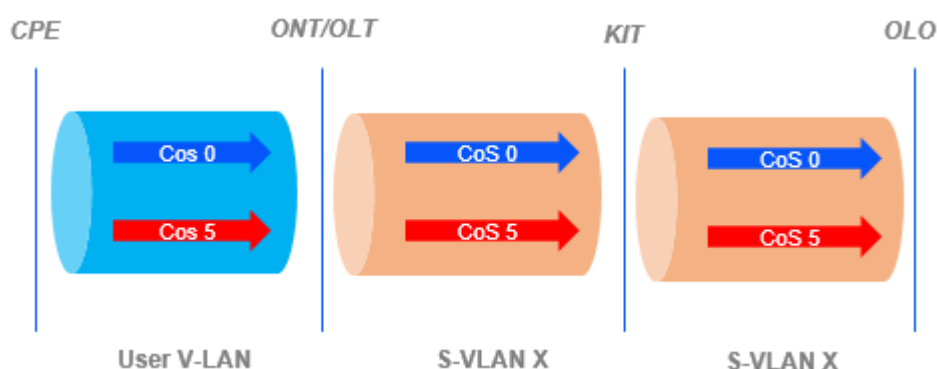 CPE
ONT/OLT
KIT
OLO
Cos 0
CoS 0
CoS 0
Cos 5
CoS 5
CoS 5
User V-LAN
S-VLAN X
S-VLAN X